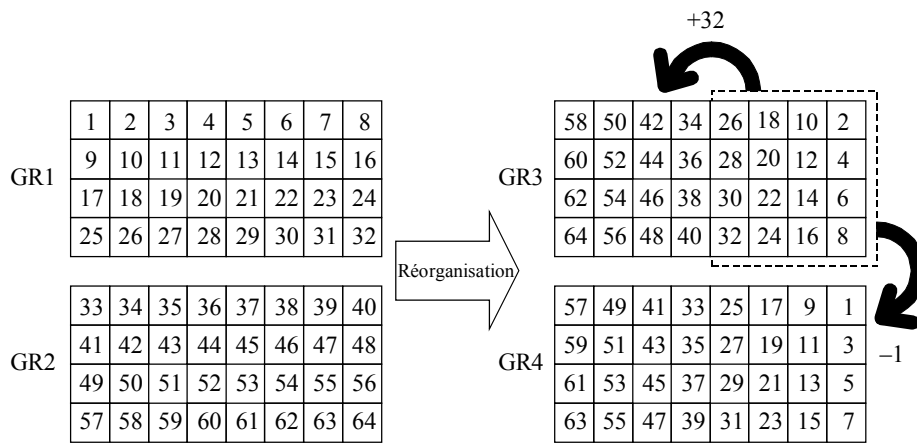 +32
1 2 3 4 5 6 7 8
9 10 11 12 13 14 15 16
GR1
17 18 19 20 21 22 23 24
25 26 27 28 29 30 31 32
58 50 42 34 26 18 10 2
60 52 44 36 28 20 12 4
GR3
62 54 46 38 30 22 14 6
64 56 48 40 32 24 16 8
Réorganisation
33 34 35 36 37 38 39 40
41 42 43 44 45 46 47 48
GR2
49 50 51 52 53 54 55 56
57 58 59 60 61 62 63 64
57 49 41 33 25 17 9 1
59 51 43 35 27 19 11 3
GR4
61 53 45 37 29 21 13 5
63 55 47 39 31 23 15 7
–1